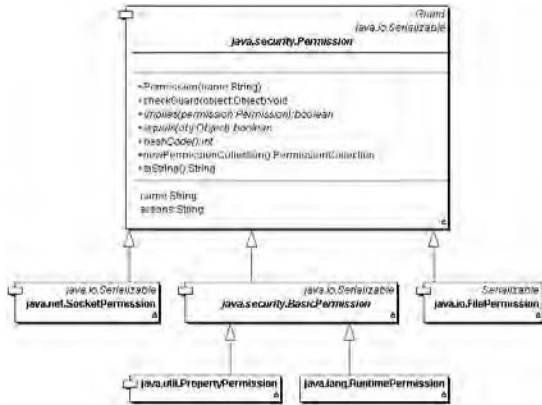 Guard
java.io.Serializable
java.security.Permission
+Permission(name:String)
+checkGuard(object:Object):void
+implies(permission:Permission):boolean
+equals(obj:Object):boolean
+hashCode():int
+newPermissionCollection():PermissionCollection
+toString():String
name:String
actions:String
java.io.Serializable
java.net.SocketPermission
java.io.Serializable
java.security.BasicPermission
Serializable
java.io.FilePermission
java.util.PropertyPermission
java.lang.RuntimePermission